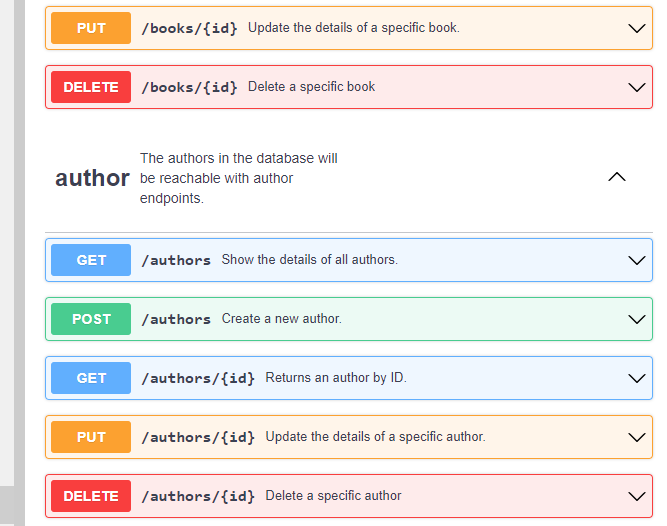 PUT /books/{id} Update the details of a specific book.
DELETE /books/{id} Delete a specific book
author
The authors in the database will
be reachable with author
endpoints.
GET /authors Show the details of all authors.
POST /authors Create a new author.
GET /authors/{id} Returns an author by ID.
PUT /authors/{id} Update the details of a specific author.
DELETE /authors/{id} Delete a specific author